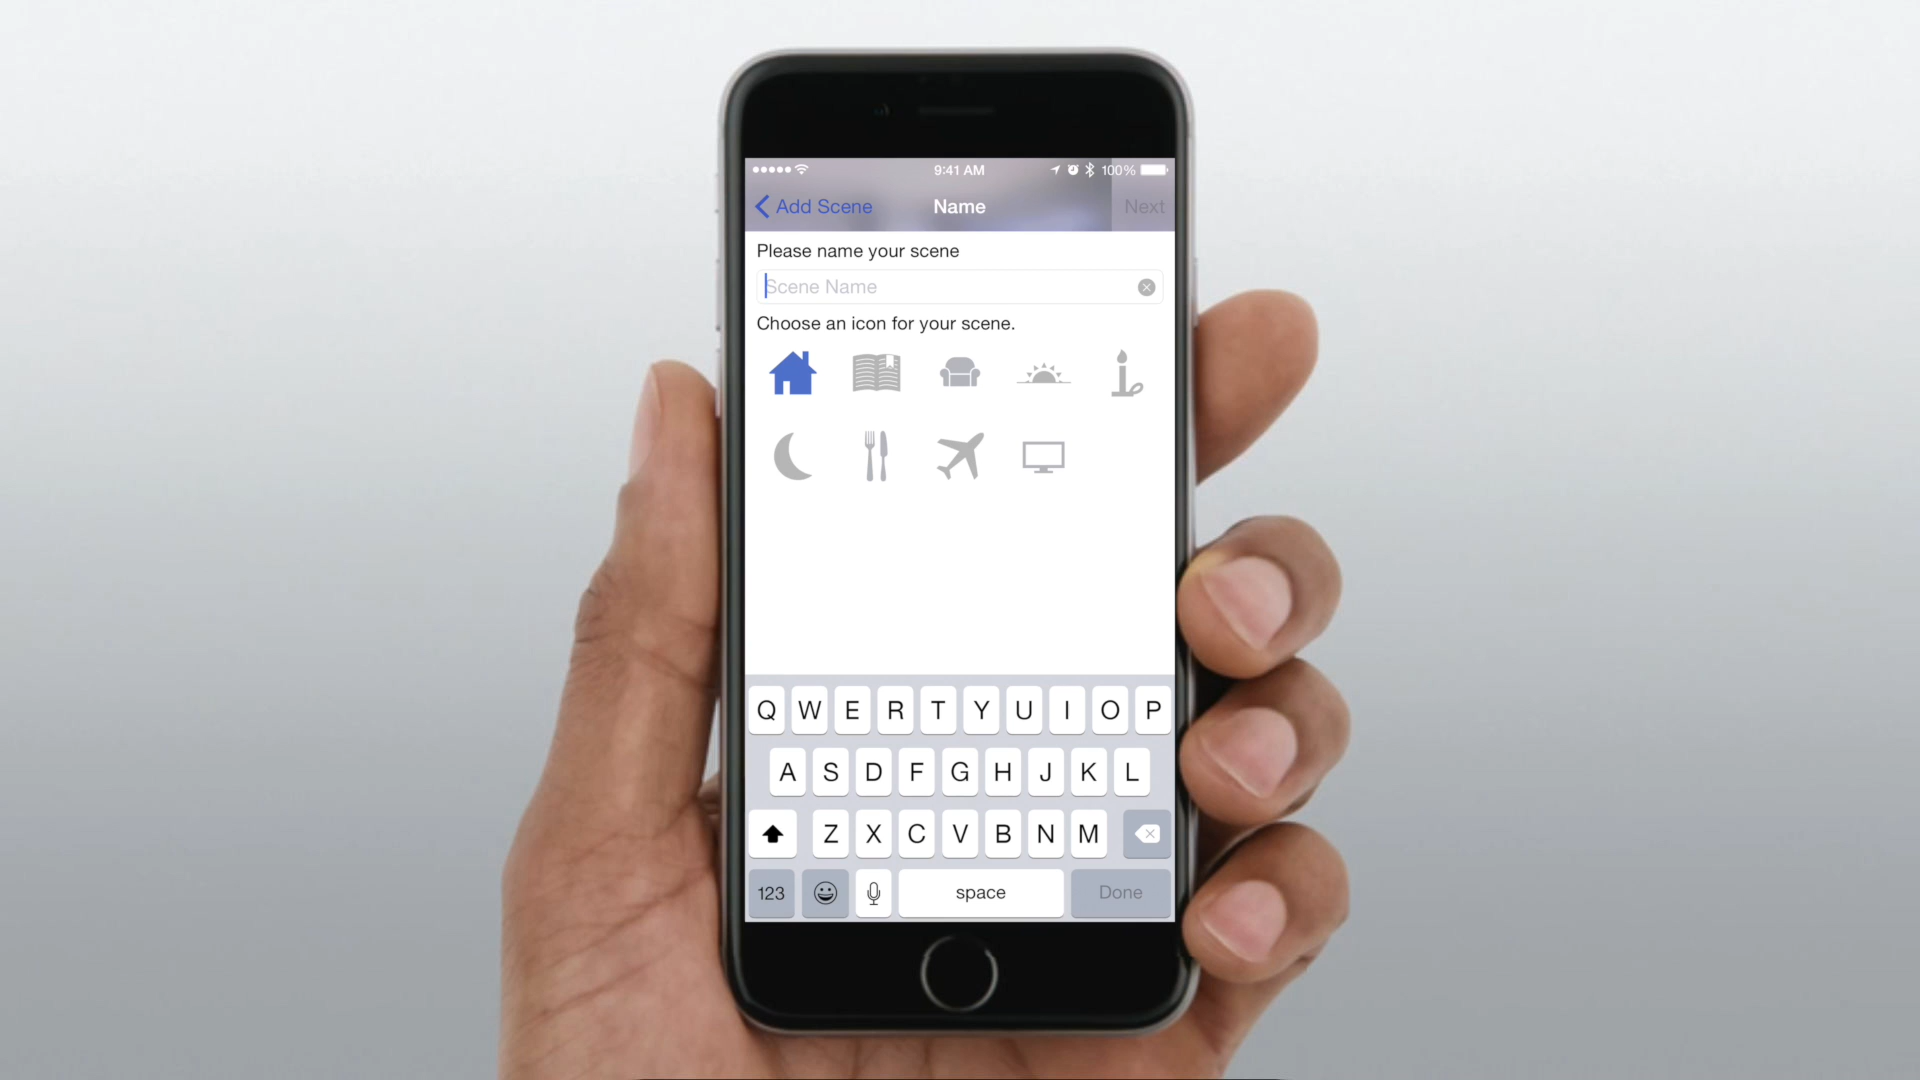 9:41 AM 100%
Add Scene Name Next
Please name your scene
Scene Name
Choose an icon for your scene.
Q W E R T Y U I O P
A S D F G H J K L
Z X C V B N M
123 space Done